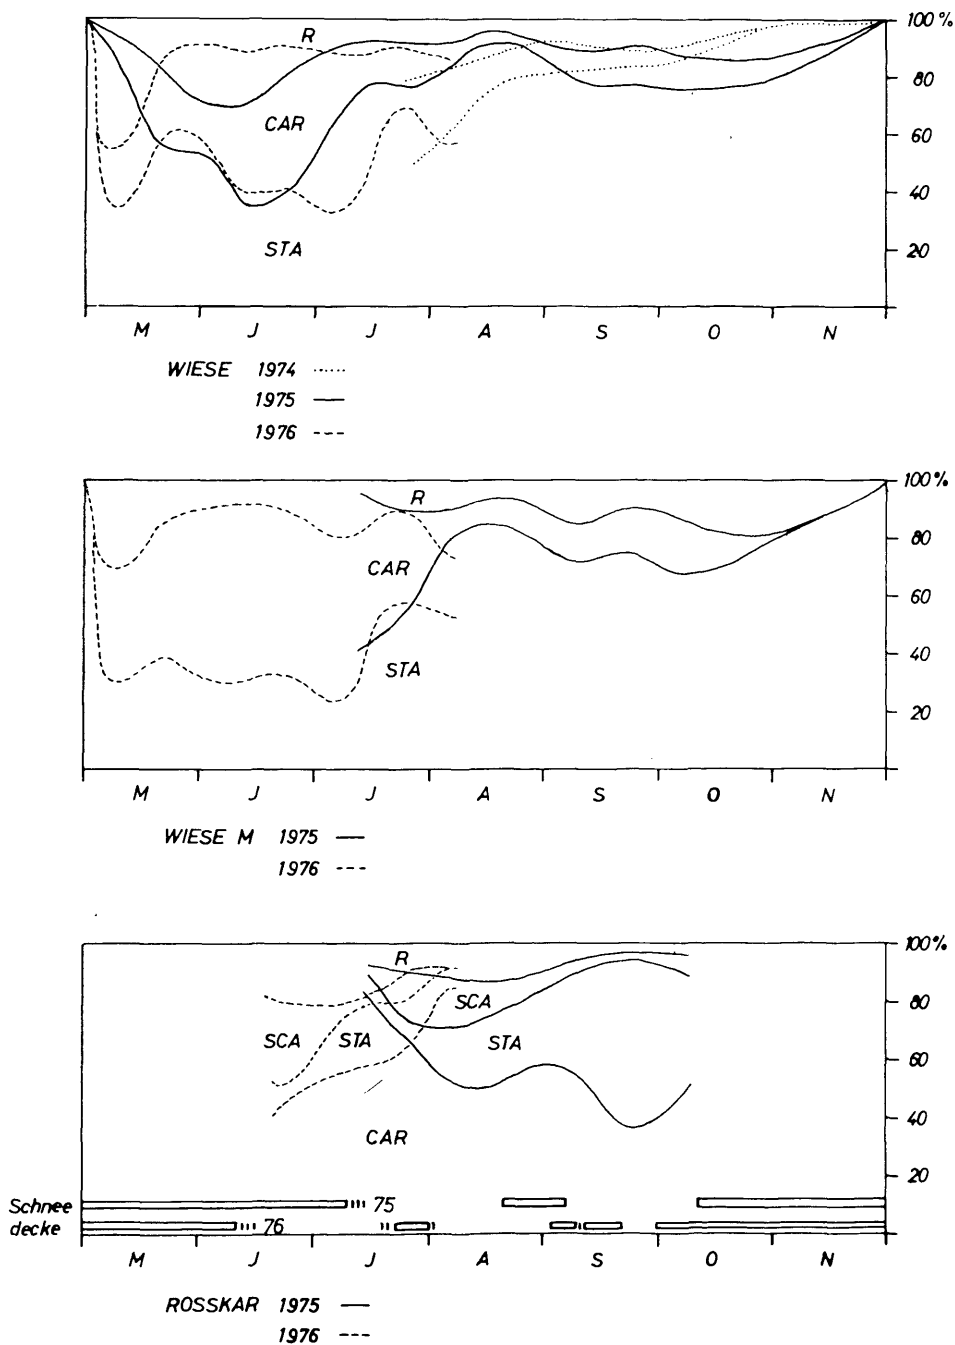 100 %
R
80
CAR
60
40
STA
20
M J J A S O N
WIESE 1974
1975
1976
100 %
R
80
CAR
60
40
STA
20
M J J A S O N
WIESE M 1975
1976
100 %
R
SCA
80
SCA STA STA
60
40
CAR
20
Schnee 75
decke 76
M J J A S O N
ROSSKAR 1975
1976